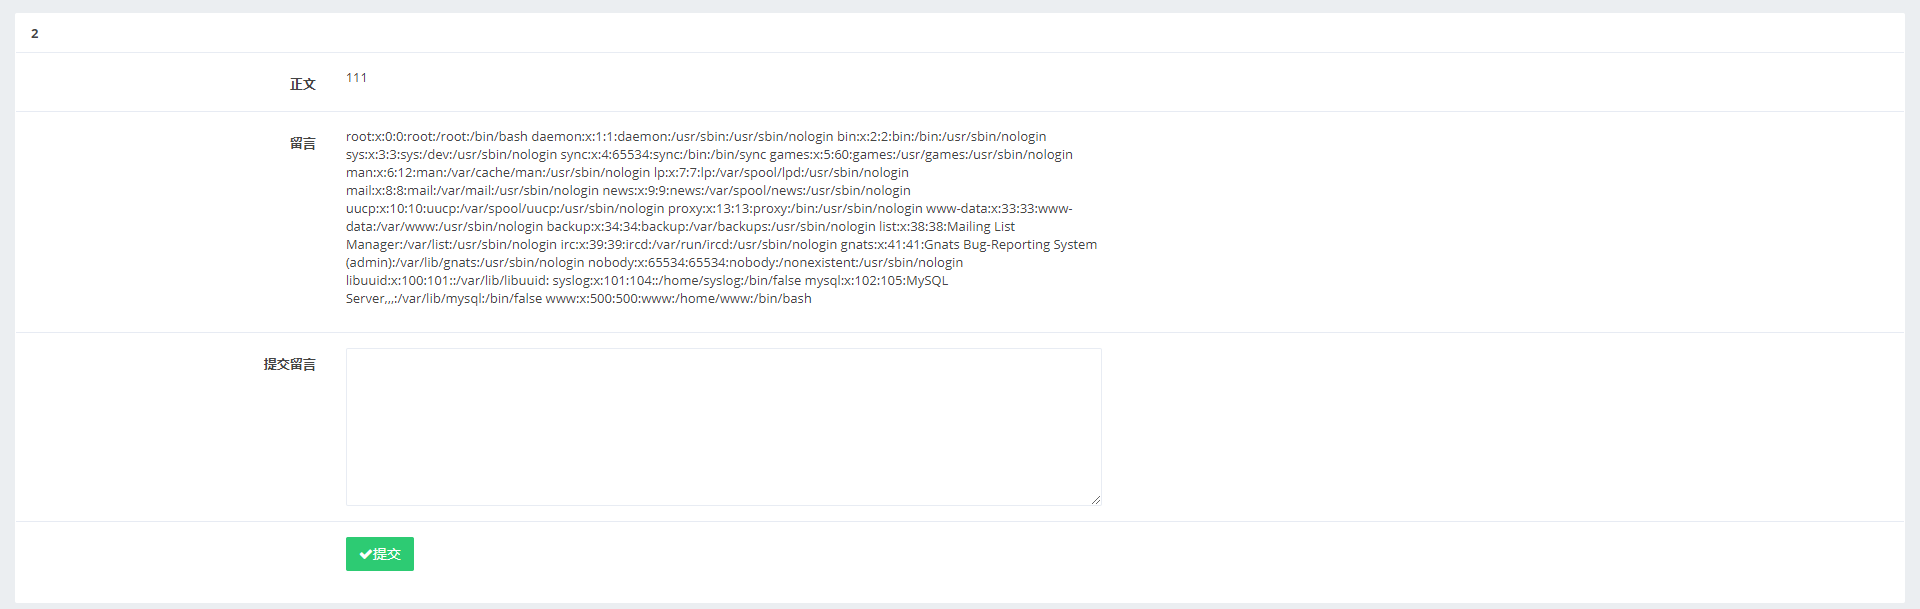 2
正文
111
留言
root:x:0:0:root:/root:/bin/bash daemon:x:1:1:daemon:/usr/sbin:/usr/sbin/nologin bin:x:2:2:bin:/bin:/usr/sbin/nologin
sys:x:3:3:sys:/dev:/usr/sbin/nologin sync:x:4:65534:sync:/bin:/bin/sync games:x:5:60:games:/usr/games:/usr/sbin/nologin
man:x:6:12:man:/var/cache/man:/usr/sbin/nologin lp:x:7:7:lp:/var/spool/lpd:/usr/sbin/nologin
mail:x:8:8:mail:/var/mail:/usr/sbin/nologin news:x:9:9:news:/var/spool/news:/usr/sbin/nologin
uucp:x:10:10:uucp:/var/spool/uucp:/usr/sbin/nologin proxy:x:13:13:proxy:/bin:/usr/sbin/nologin www-data:x:33:33:www-
data:/var/www:/usr/sbin/nologin backup:x:34:34:backup:/var/backups:/usr/sbin/nologin list:x:38:38:Mailing List
Manager:/var/list:/usr/sbin/nologin irc:x:39:39:ircd:/var/run/ircd:/usr/sbin/nologin gnats:x:41:41:Gnats Bug-Reporting System
(admin):/var/lib/gnats:/usr/sbin/nologin nobody:x:65534:65534:nobody:/nonexistent:/usr/sbin/nologin
libuuid:x:100:101::/var/lib/libuuid: syslog:x:101:104::/home/syslog:/bin/false mysql:x:102:105:MySQL
Server,,,:/var/lib/mysql:/bin/false www:x:500:500:www:/home/www:/bin/bash
提交留言
提交